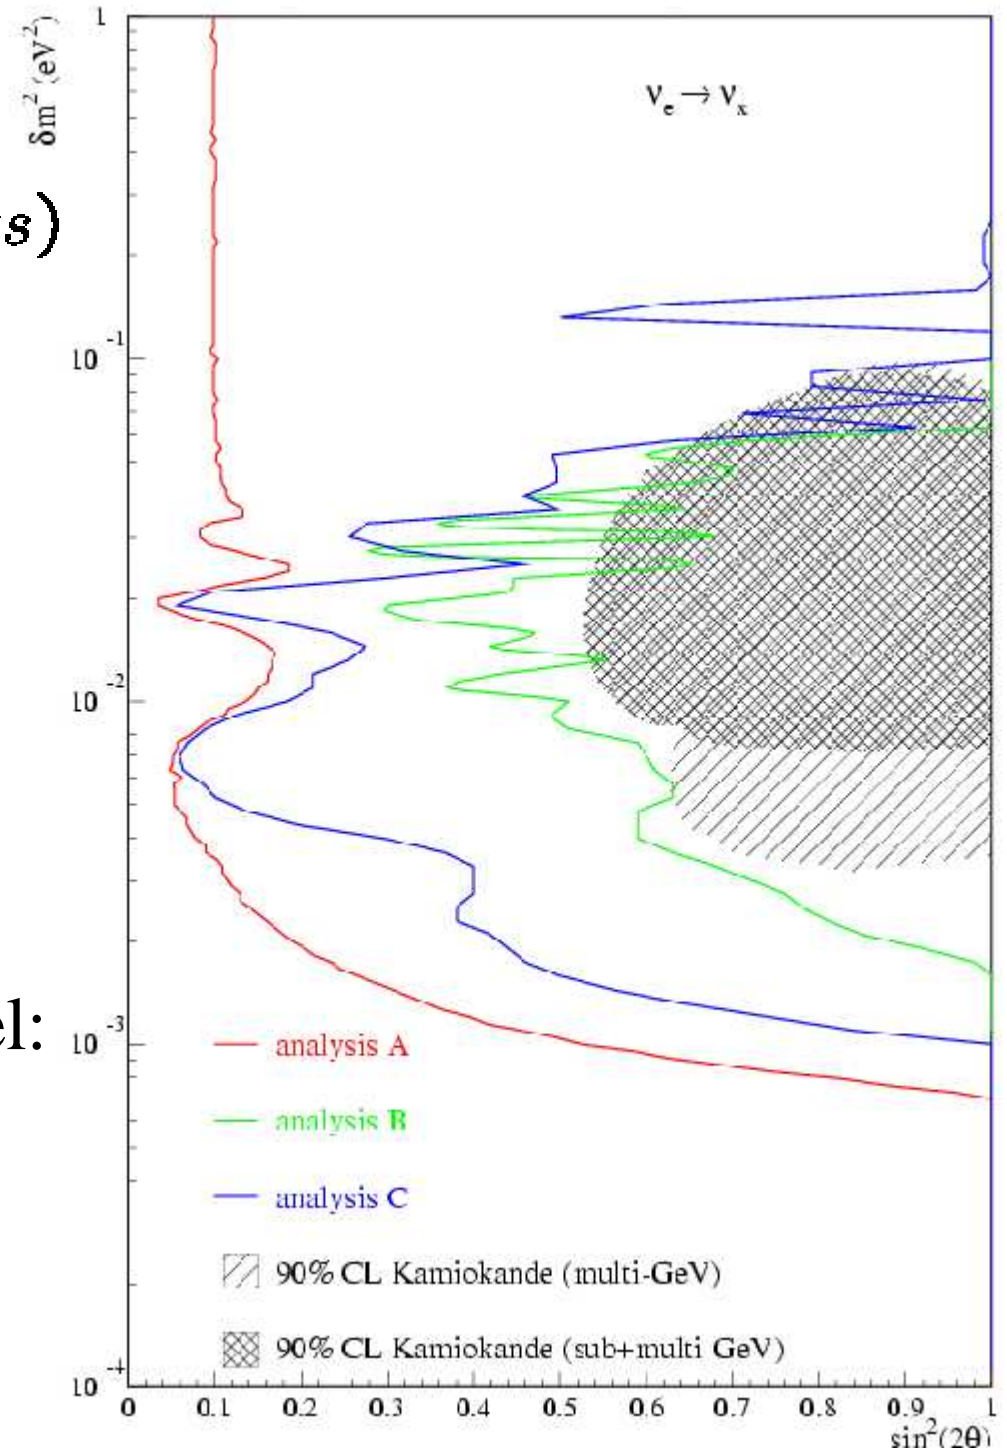 1
δm² (eV²)
νₑ → νₓ
s)
10⁻¹
10⁻²
el:
10⁻³
analysis A
analysis B
analysis C
90% CL Kamiokande (multi-GeV)
90% CL Kamiokande (sub+multi GeV)
10⁻⁴
0 0.1 0.2 0.3 0.4 0.5 0.6 0.7 0.8 0.9 1
sin²(2θ)